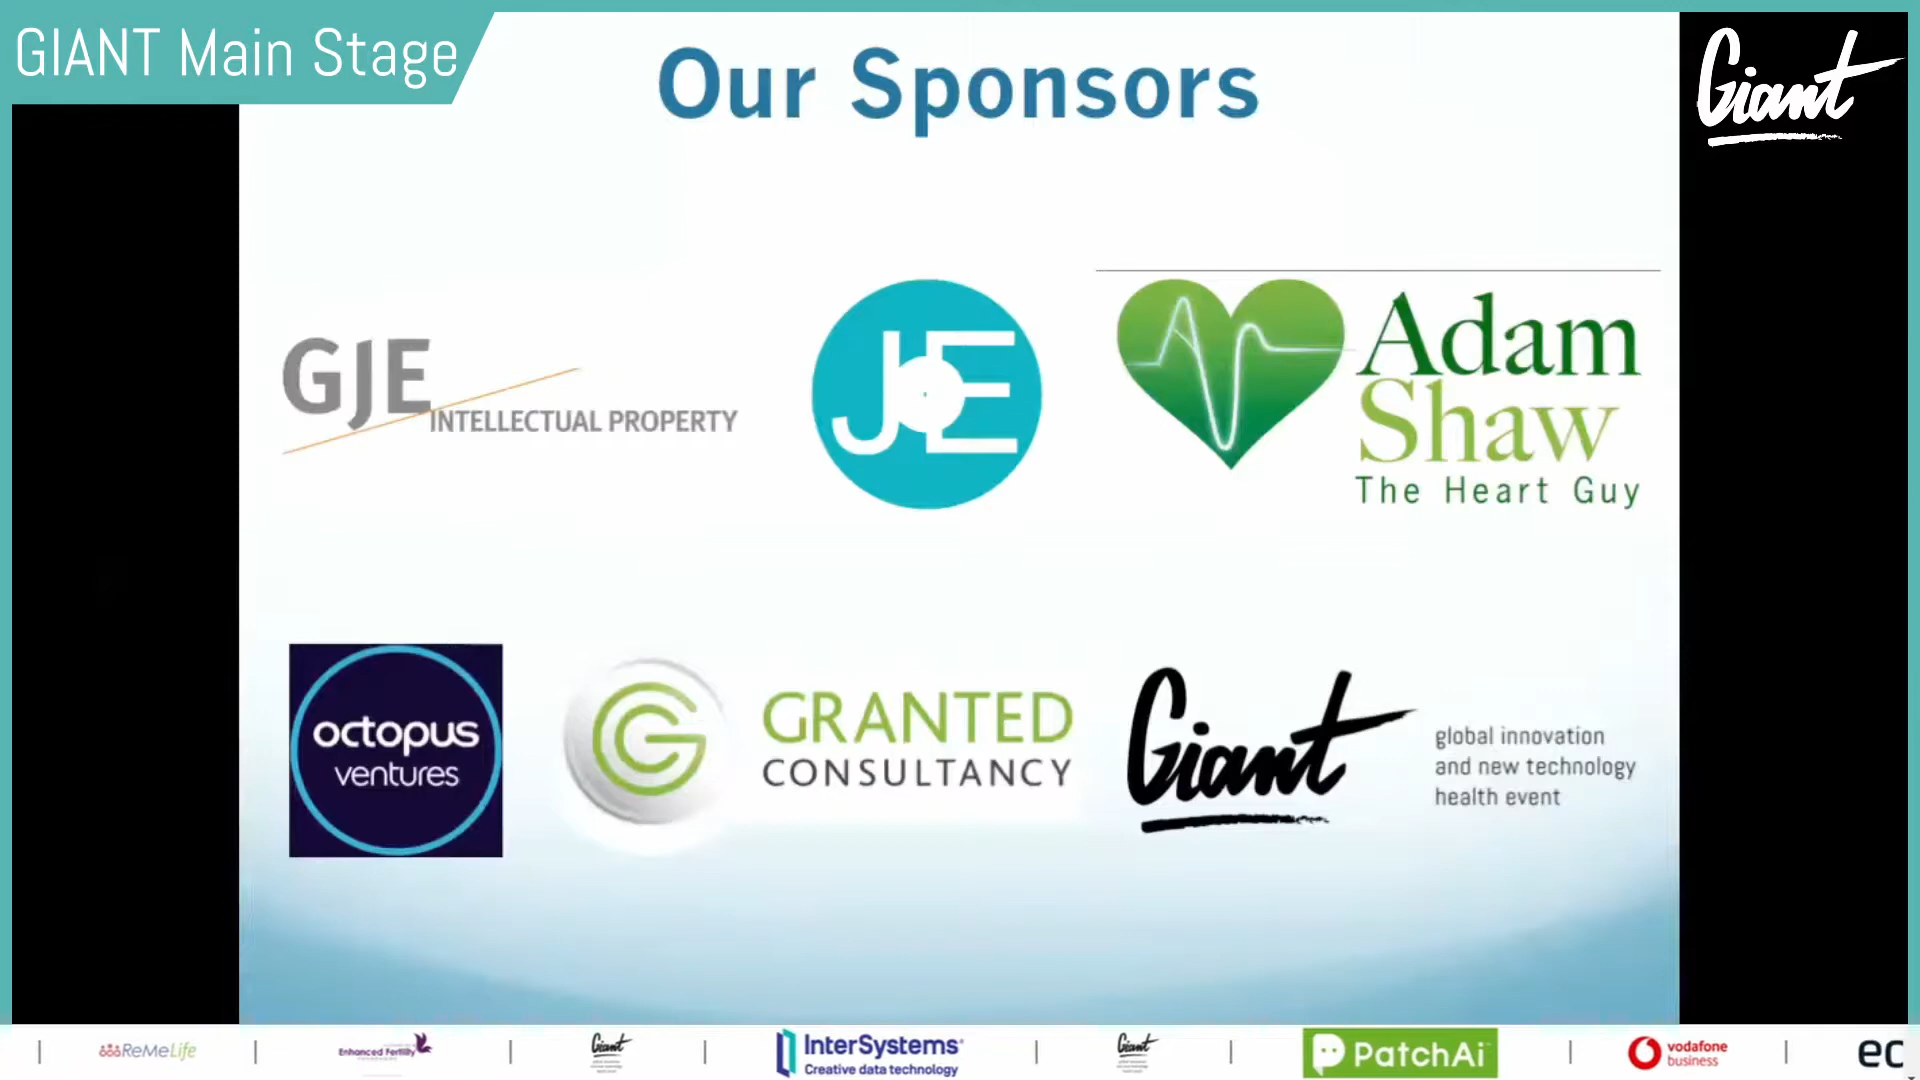 GIANT Main Stage
Our Sponsors
Giant
GJE
INTELLECTUAL PROPERTY
JE
Adam
Shaw
The Heart Guy
octopus
ventures
GRANTED
CONSULTANCY
Giant
global innovation
and new technology
health event
ReMeLife
Enhanced Fertility
Giant
InterSystems
Creative data technology
Giant
PatchAi
vodafone
business
ec